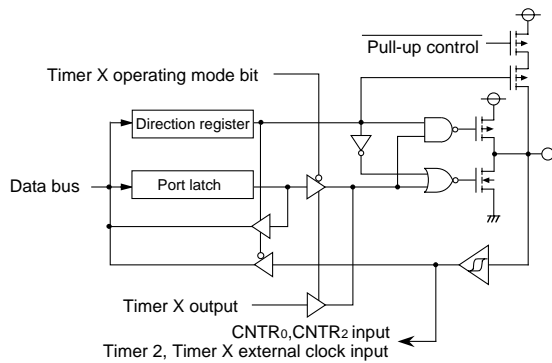 Pull-up control
Timer X operating mode bit
Direction register
Data bus
Port latch
Timer X output
CNTR0,CNTR2 input
Timer 2, Timer X external clock input